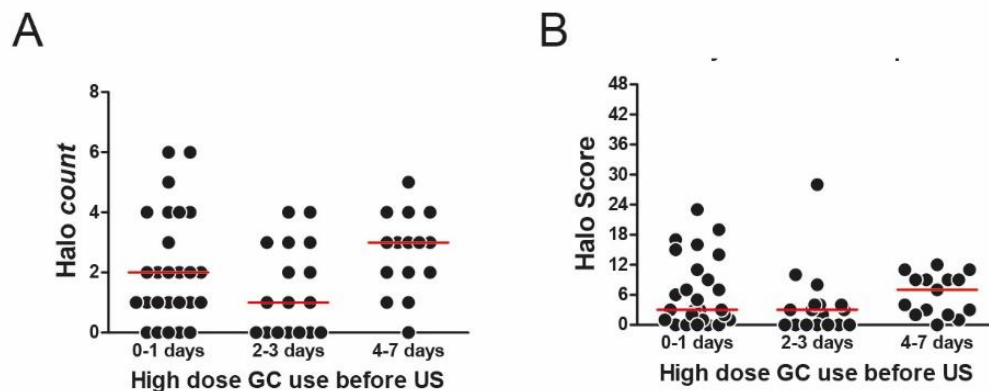 A
Halo count
8
6
4
2
0
0-1 days
2-3 days
4-7 days
High dose GC use before US
B
Halo Score
48
42
36
30
24
18
12
6
0
0-1 days
2-3 days
4-7 days
High dose GC use before US